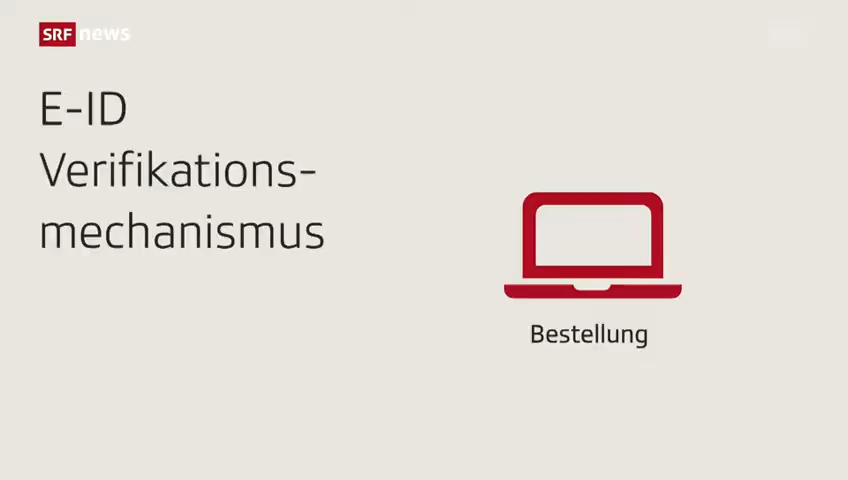 SRF news
E-ID
Verifikations-
mechanismus
Bestellung